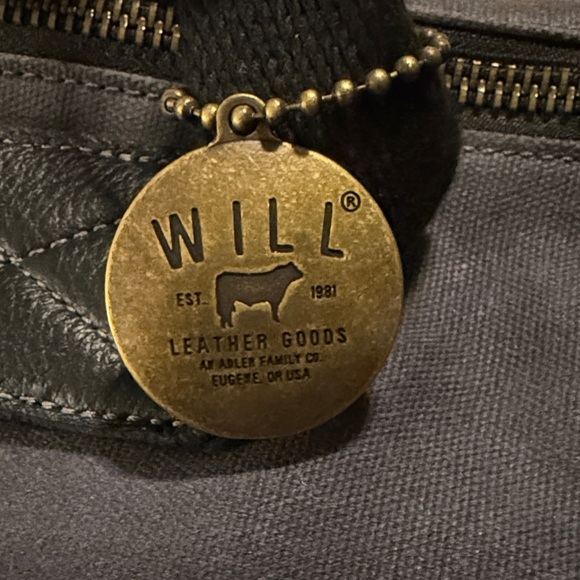 WILL®
EST. 1981
LEATHER GOODS
AN ADLER FAMILY CO.
EUGENE, OR USA